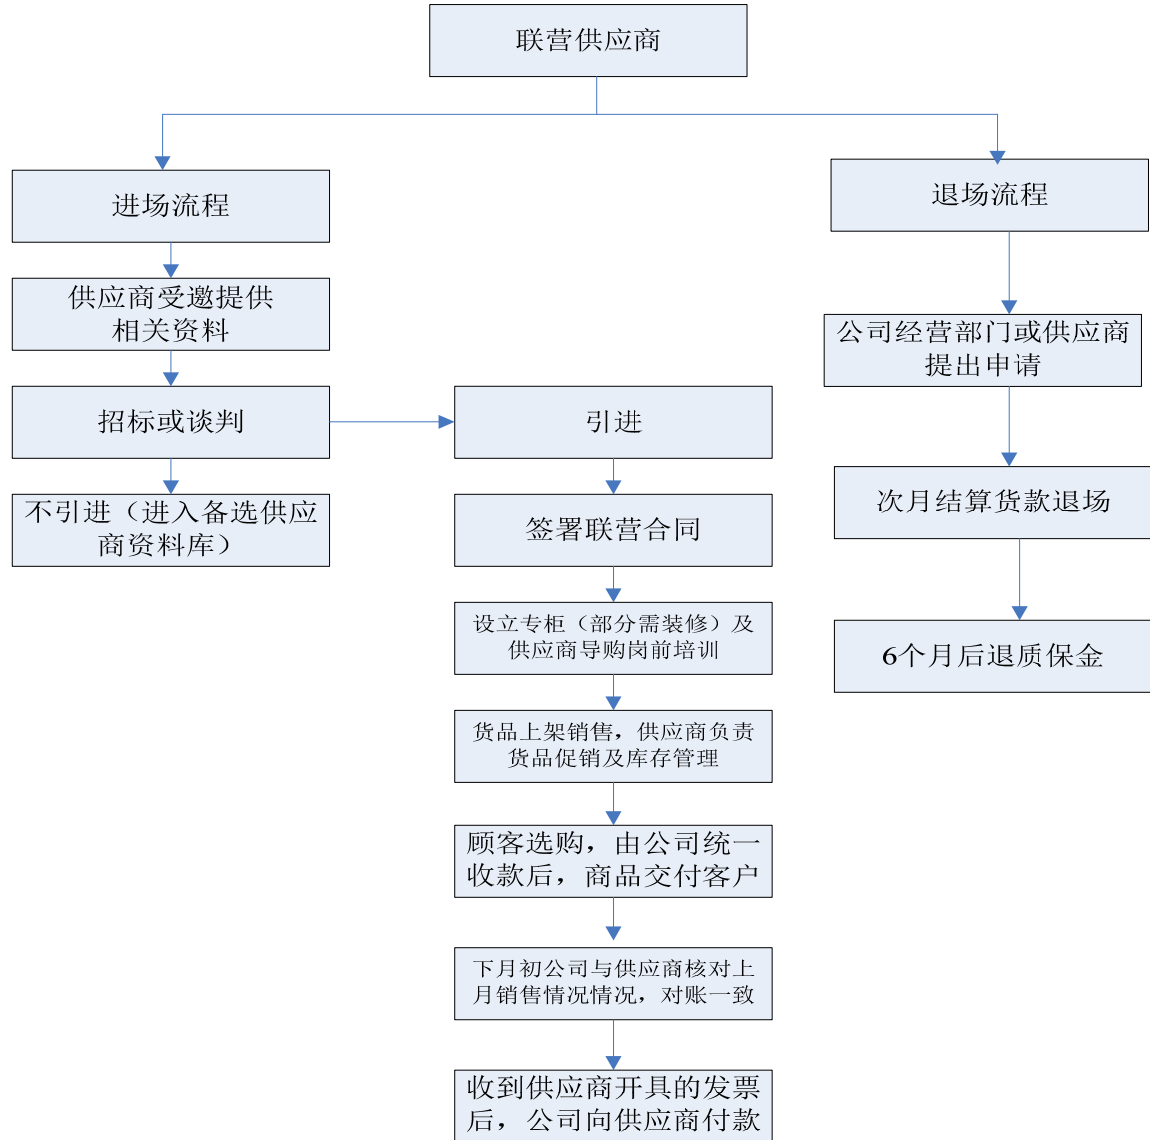 联营供应商
进场流程
退场流程
供应商受邀提供
相关资料
公司经营部门或供应商
提出申请
招标或谈判
引进
次月结算货款退场
不引进（进入备选供应
商资料库）
签署联营合同
设立专柜（部分需装修）及
供应商导购岗前培训
6个月后退质保金
货品上架销售，供应商负责
货品促销及库存管理
顾客选购，由公司统一
收款后，商品交付客户
下月初公司与供应商核对上
月销售情况情况，对账一致
收到供应商开具的发票
后，公司向供应商付款